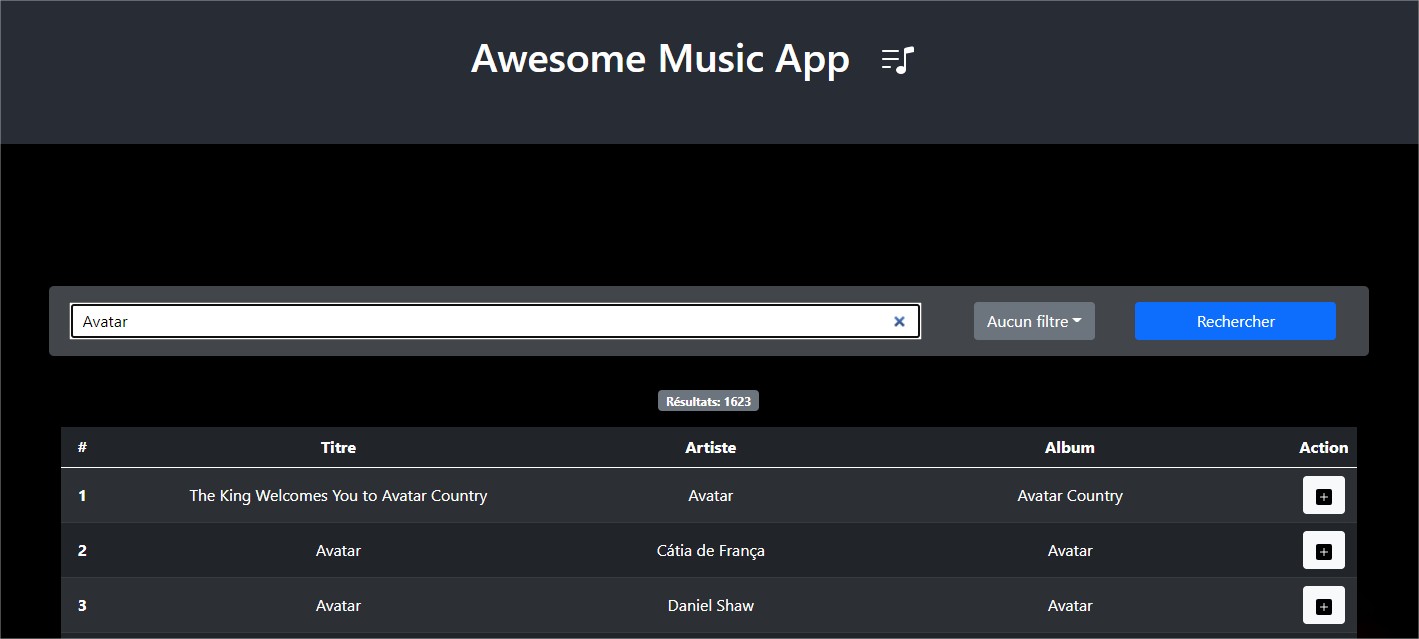 Awesome Music App
Avatar
Aucun filtre
Rechercher
Résultats: 1623
# Titre Artiste Album Action
1 The King Welcomes You to Avatar Country Avatar Avatar Country
2 Avatar Cátia de França Avatar
3 Avatar Daniel Shaw Avatar